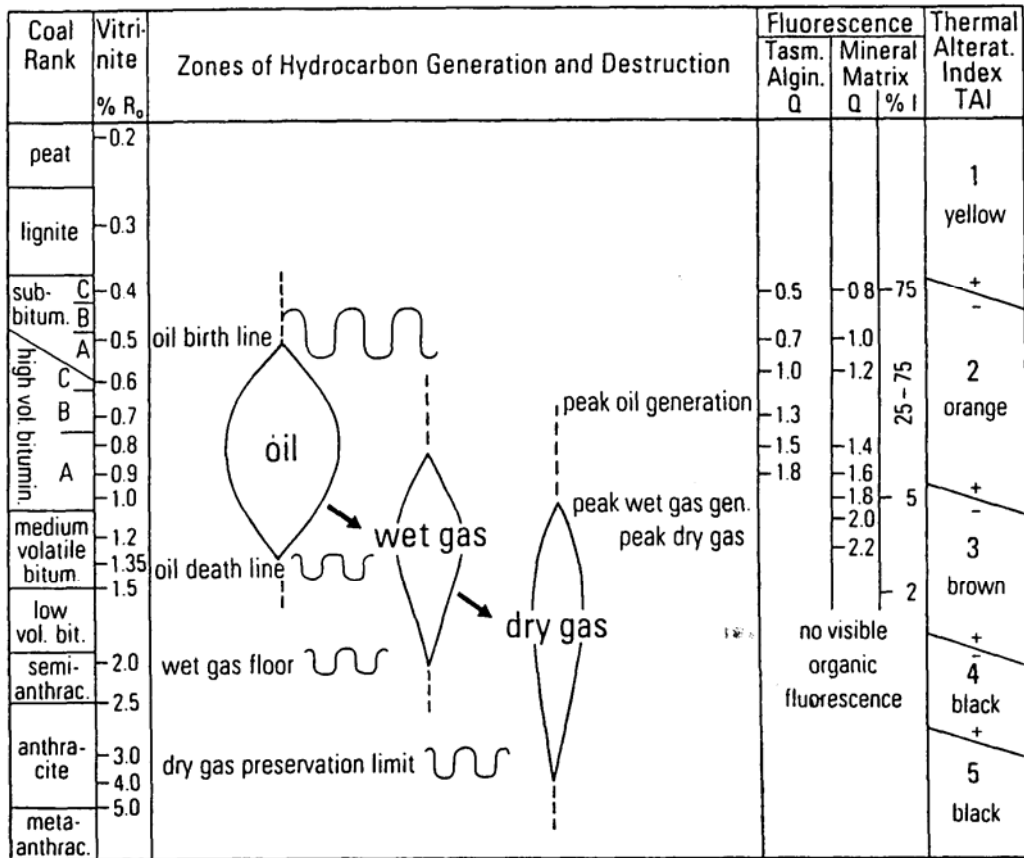 Coal
Rank
Vitri-
nite
% Ro
Zones of Hydrocarbon Generation and Destruction
Fluorescence
Tasm.
Algin.
Q
Mineral
Matrix
Q
% I
Thermal
Alterat.
Index
TAI
peat
lignite
sub-
bitum.
C
B
A
high vol. bitumin.
C
B
A
medium
volatile
bitum.
low
vol. bit.
semi-
anthrac.
anthra-
cite
meta-
anthrac.
0.2
0.3
0.4
0.5
0.6
0.7
0.8
0.9
1.0
1.2
1.35
1.5
2.0
2.5
3.0
4.0
5.0
oil birth line
oil
peak oil generation
peak wet gas gen.
peak dry gas
wet gas
oil death line
dry gas
wet gas floor
dry gas preservation limit
0.5
0.7
1.0
1.3
1.5
1.8
0.8
1.0
1.2
1.4
1.6
1.8
2.0
2.2
75
25-75
5
2
no visible
organic
fluorescence
1
yellow
+
-
2
orange
+
-
3
brown
+
-
4
black
+
5
black